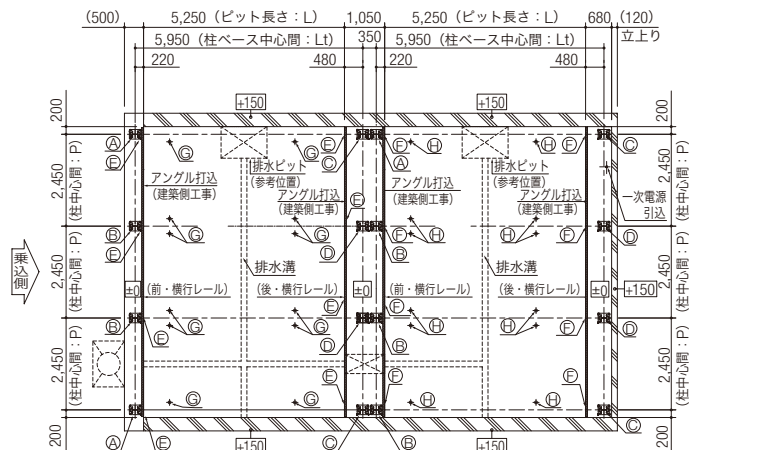 (500) 5,250（ピット長さ：L） 1,050 5,250（ピット長さ：L） 680 (120)
5,950（柱ベース中心間：Lt） 350 5,950（柱ベース中心間：Lt） 立上り
220 480 220 480
200 +150 +150 200
Ⓐ Ⓔ Ⓖ Ⓖ Ⓔ Ⓒ Ⓕ Ⓐ Ⓗ Ⓗ Ⓕ Ⓒ
排水ピット
(参考位置)
排水ピット
(参考位置)
アングル打込
(建築側工事)
アングル打込
(建築側工事)
アングル打込
(建築側工事)
アングル打込
(建築側工事)
一次電源
引込
2,450
(柱中心間：P)
2,450
(柱中心間：P)
Ⓔ
Ⓑ Ⓔ Ⓖ Ⓖ Ⓓ Ⓕ Ⓑ Ⓗ Ⓗ Ⓕ Ⓓ
乗込側
排水溝 排水溝
2,450
(柱中心間：P)
2,450
(柱中心間：P)
±0 (前・横行レール) (後・横行レール) ±0 (前・横行レール) (後・横行レール) ±0 +150
Ⓑ Ⓔ Ⓖ Ⓖ Ⓔ Ⓓ Ⓕ Ⓑ Ⓗ Ⓗ Ⓕ Ⓓ
2,450
(柱中心間：P)
2,450
(柱中心間：P)
Ⓖ Ⓖ Ⓔ Ⓕ Ⓗ Ⓗ Ⓕ
200 Ⓐ Ⓔ +150 Ⓒ Ⓑ +150 Ⓒ 200